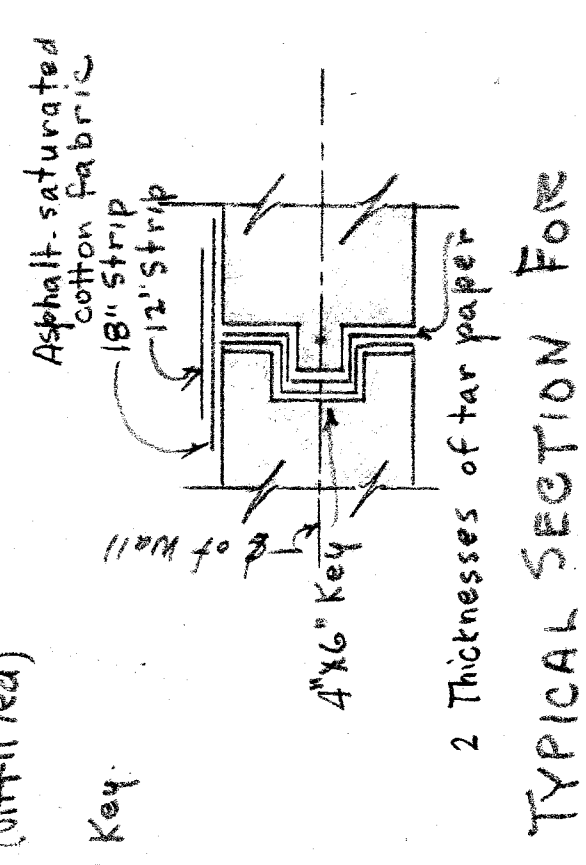 Asphalt-saturated
cotton fabric
18" strip
12" strip
℄ of Wall
4"x6" Key
2 Thicknesses of tar paper
TYPICAL SECTION FOR
Key.